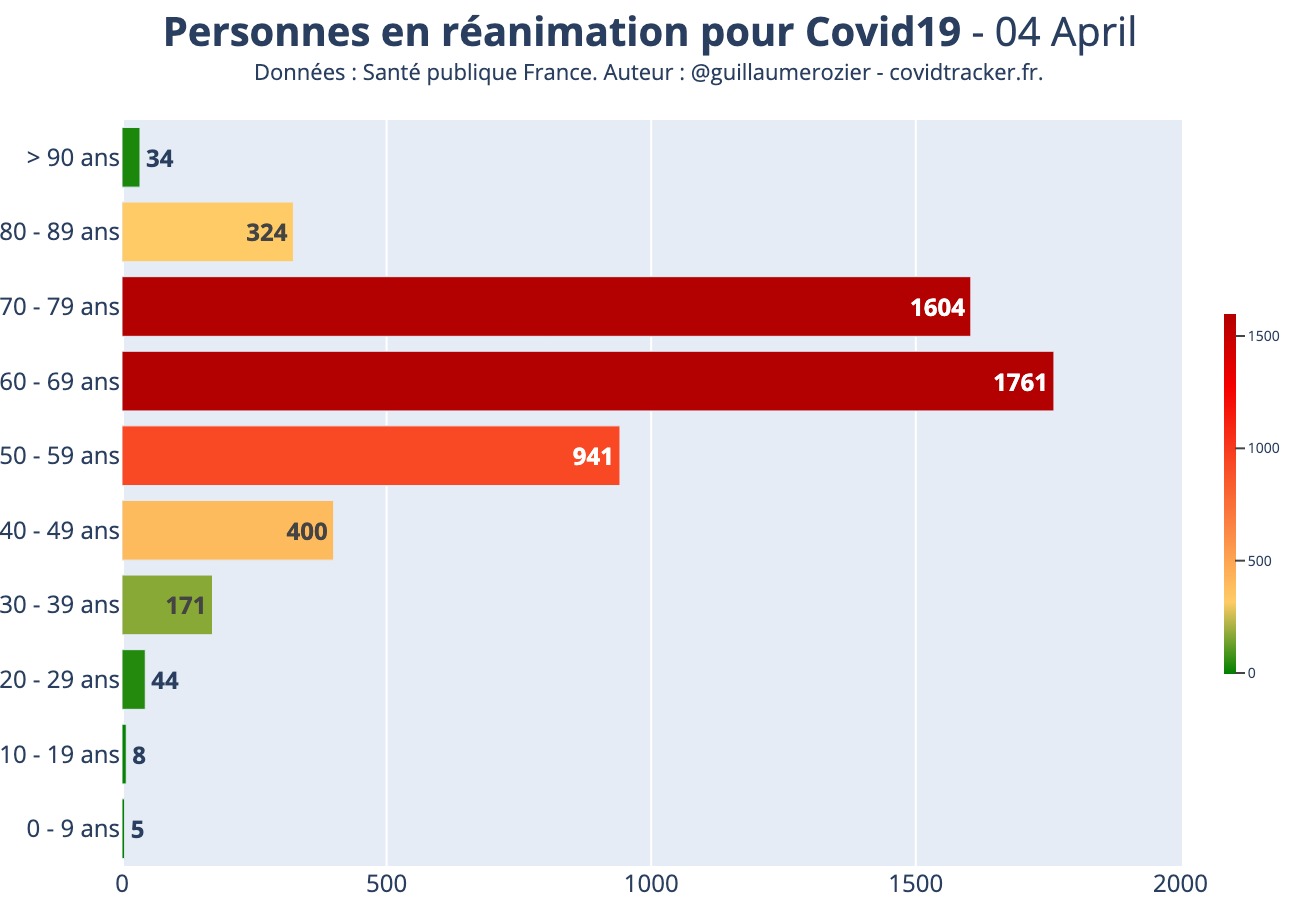 Personnes en réanimation pour Covid19 - 04 April
Données : Santé publique France. Auteur : @guillaumerozier - covidtracker.fr.
> 90 ans 34
80 - 89 ans 324
70 - 79 ans 1604
60 - 69 ans 1761
50 - 59 ans 941
40 - 49 ans 400
30 - 39 ans 171
20 - 29 ans 44
10 - 19 ans 8
0 - 9 ans 5
0 500 1000 1500 2000
1500
1000
500
0